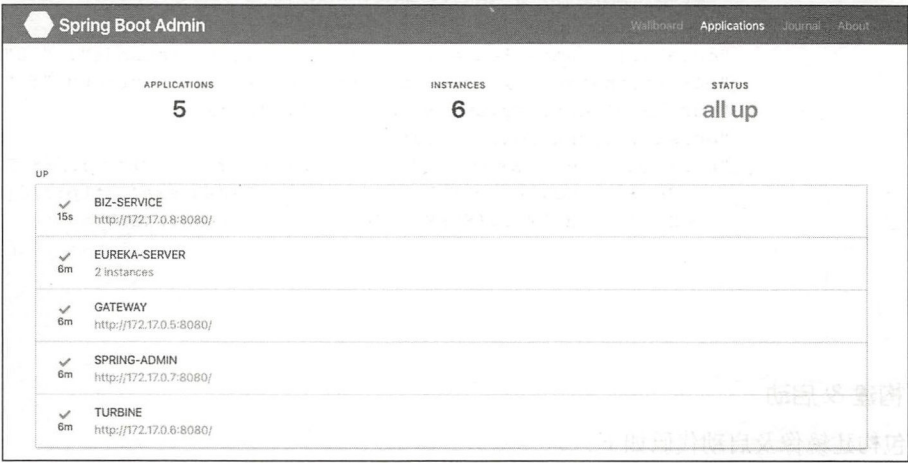 Spring Boot Admin
Wallboard Applications Journal About
APPLICATIONS INSTANCES STATUS
5 6 all up
UP
BIZ-SERVICE
15s http://172.17.0.8:8080/
EUREKA-SERVER
6m 2 instances
GATEWAY
6m http://172.17.0.5:8080/
SPRING-ADMIN
6m http://172.17.0.7:8080/
TURBINE
6m http://172.17.0.6:8080/